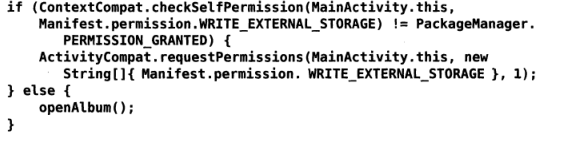 if (ContextCompat.checkSelfPermission(MainActivity.this,
    Manifest.permission.WRITE_EXTERNAL_STORAGE) != PackageManager.
       PERMISSION_GRANTED) {
    ActivityCompat.requestPermissions(MainActivity.this, new
       String[]{ Manifest.permission. WRITE_EXTERNAL_STORAGE }, 1);
} else {
    openAlbum();
}